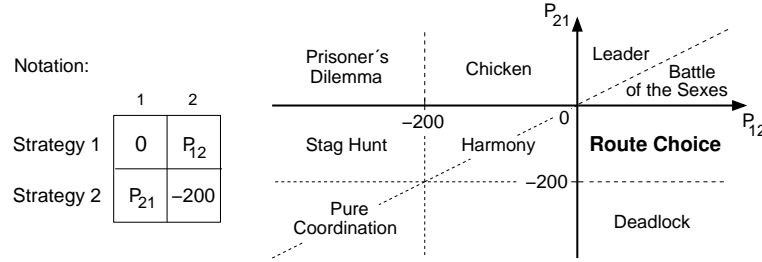 Notation:
1 2
Strategy 1 0 P12
Strategy 2 P21 −200
P21
Prisoner´s
Dilemma
Chicken
Leader
Battle
of the Sexes
−200
0
P12
Stag Hunt
Harmony
Route Choice
−200
Pure
Coordination
Deadlock